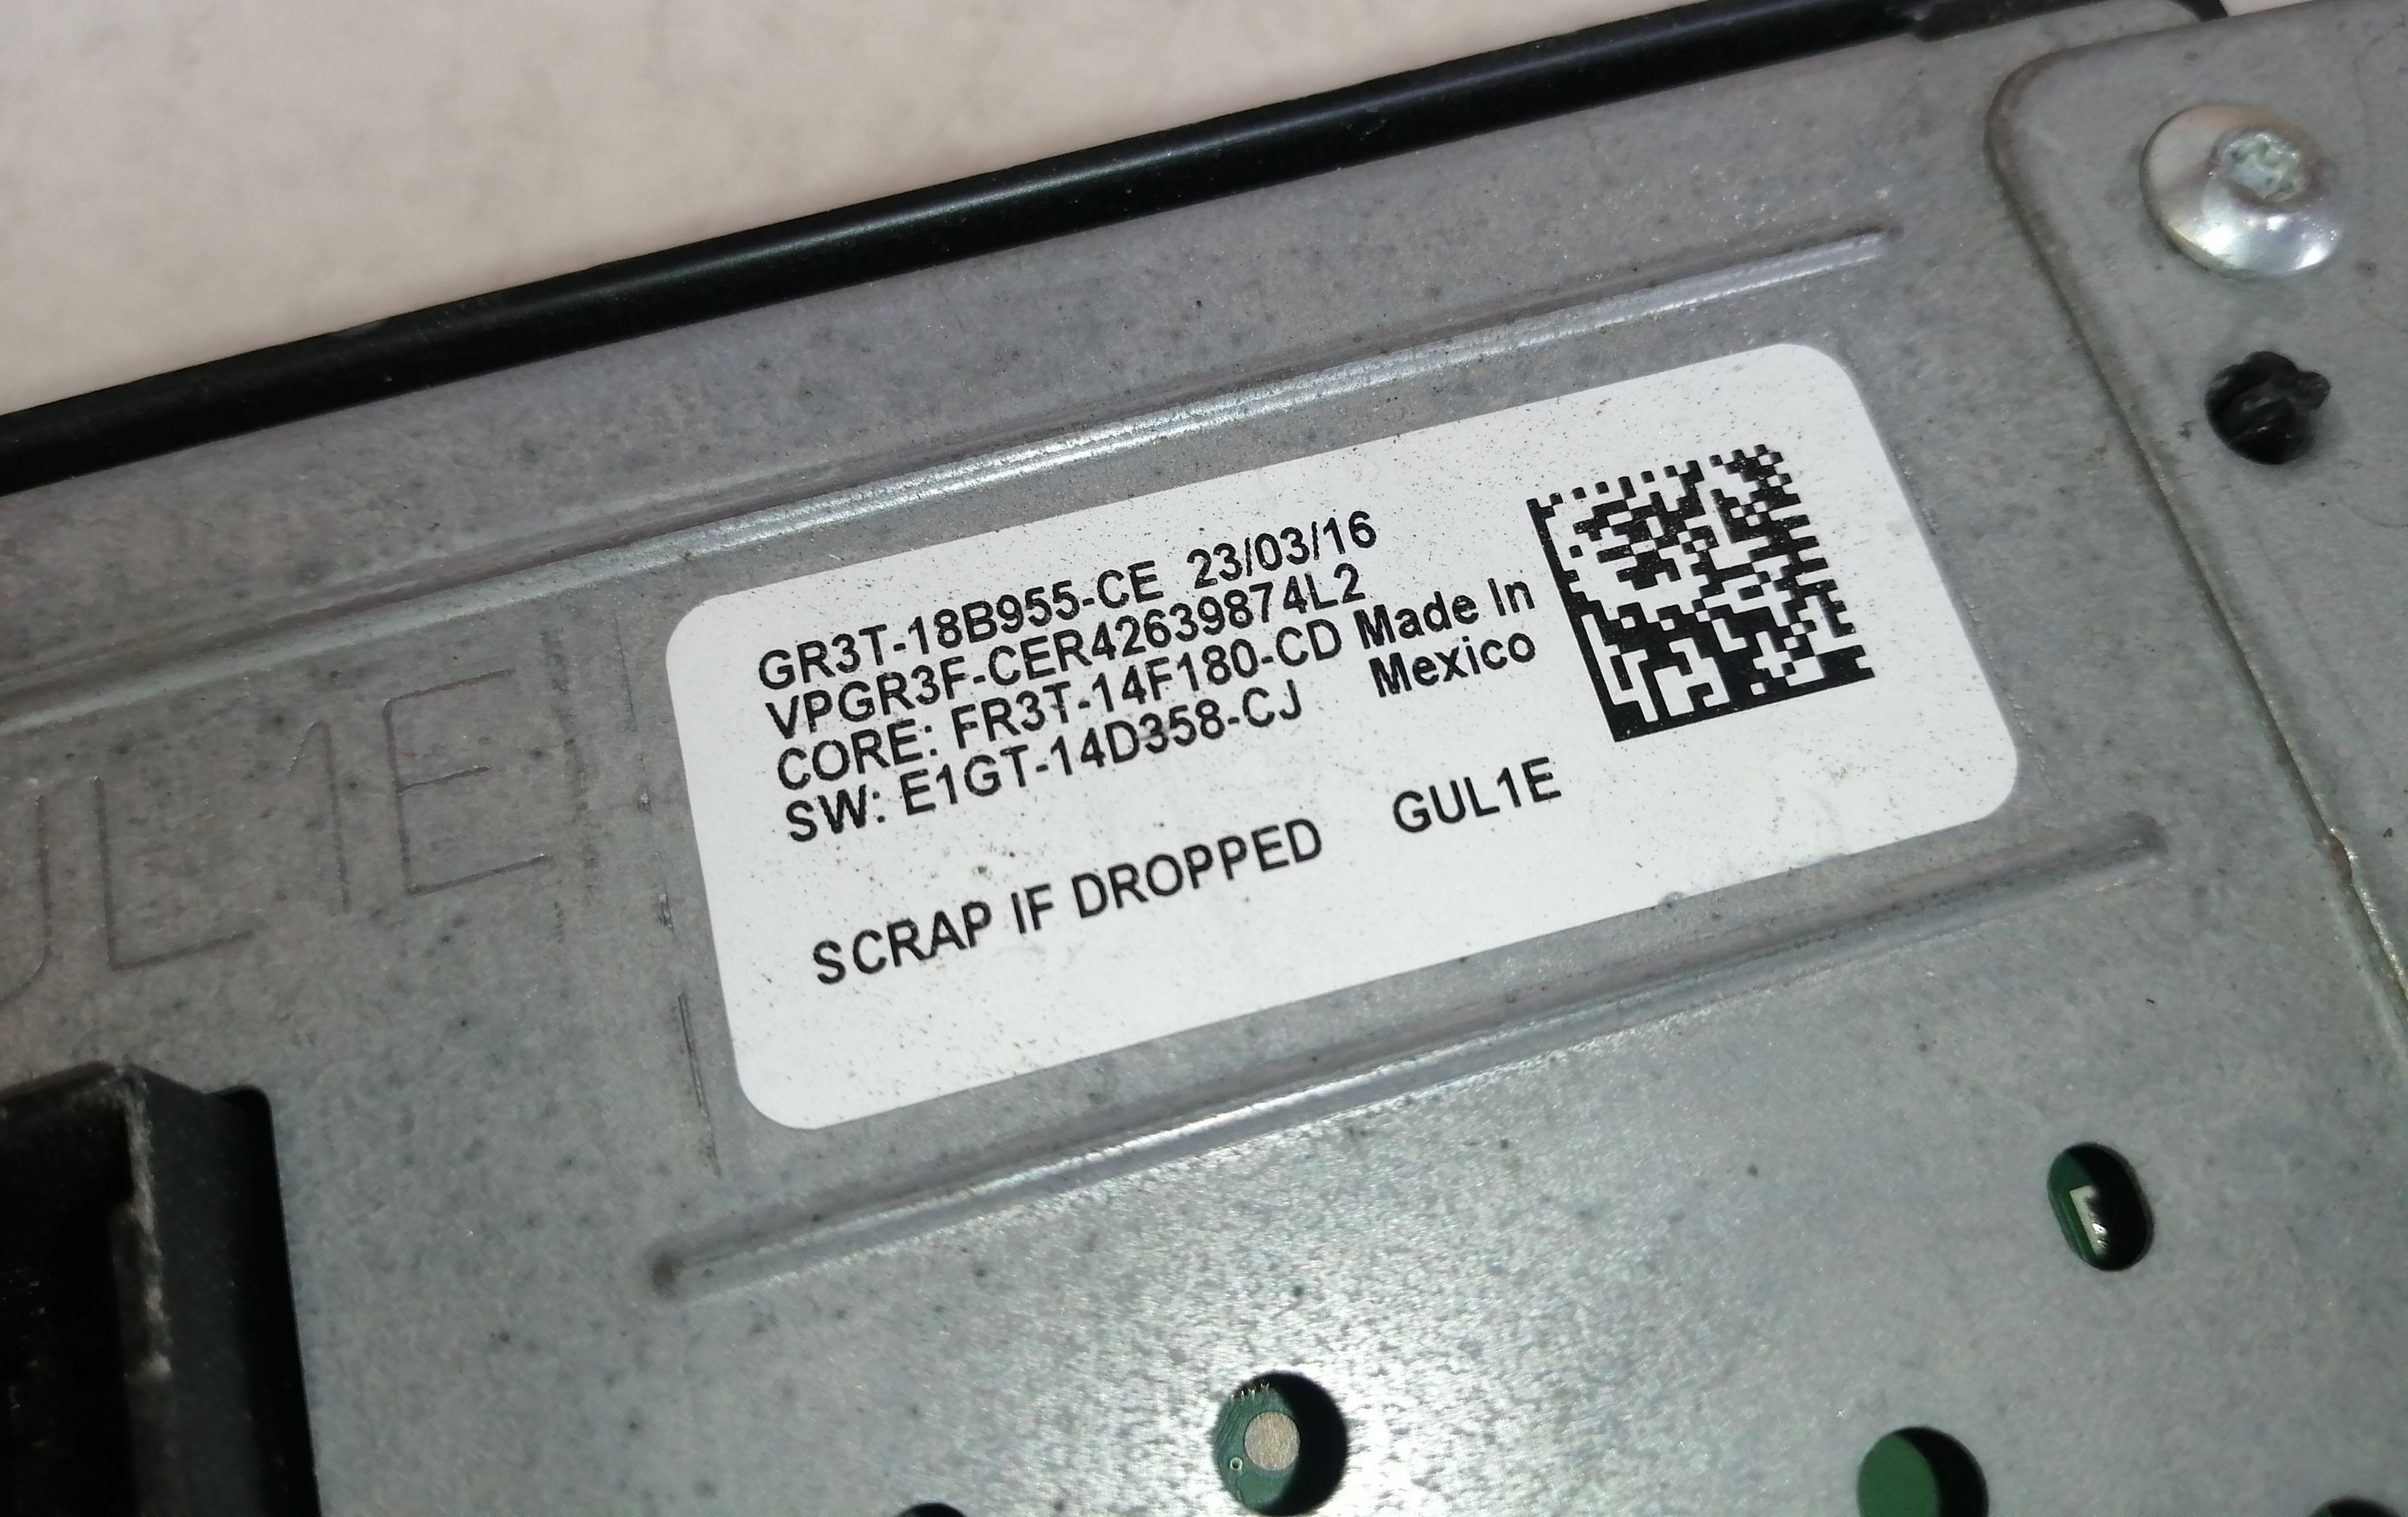 GR3T-18B955-CE 23/03/16
VPGR3F-CER42639874L2
CORE: FR3T-14F180-CD Made In
SW: E1GT-14D358-CJ Mexico
SCRAP IF DROPPED GUL1E
UL1E